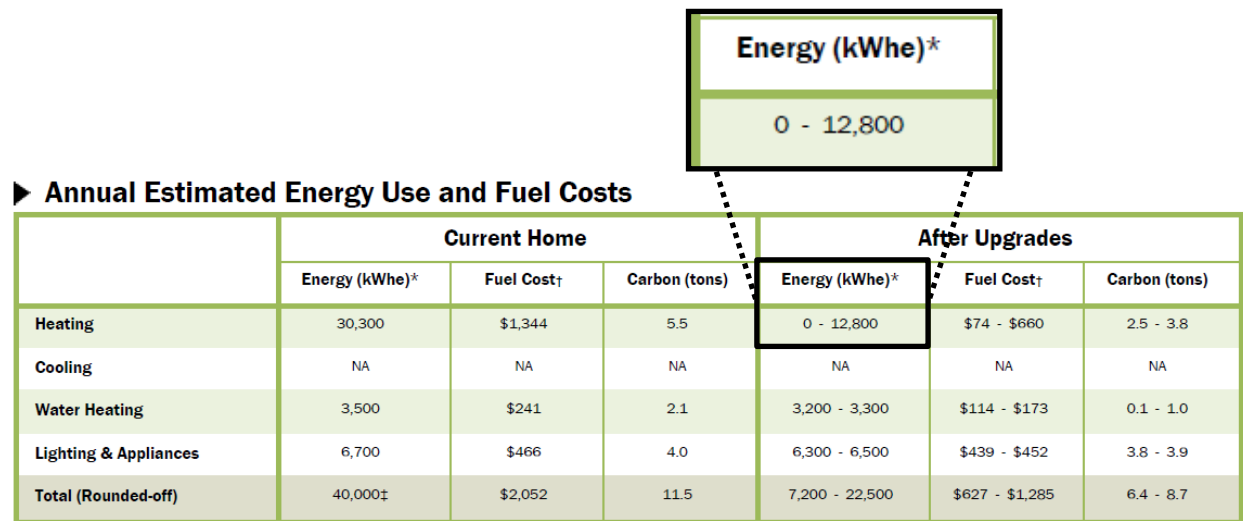 Energy (kWhe)*
0 - 12,800
Annual Estimated Energy Use and Fuel Costs
Current Home After Upgrades
Energy (kWhe)* Fuel Cost† Carbon (tons) Energy (kWhe)* Fuel Cost† Carbon (tons)
Heating 30,300 $1,344 5.5 0 - 12,800 $74 - $660 2.5 - 3.8
Cooling NA NA NA NA NA NA
Water Heating 3,500 $241 2.1 3,200 - 3,300 $114 - $173 0.1 - 1.0
Lighting & Appliances 6,700 $466 4.0 6,300 - 6,500 $439 - $452 3.8 - 3.9
Total (Rounded-off) 40,000‡ $2,052 11.5 7,200 - 22,500 $627 - $1,285 6.4 - 8.7